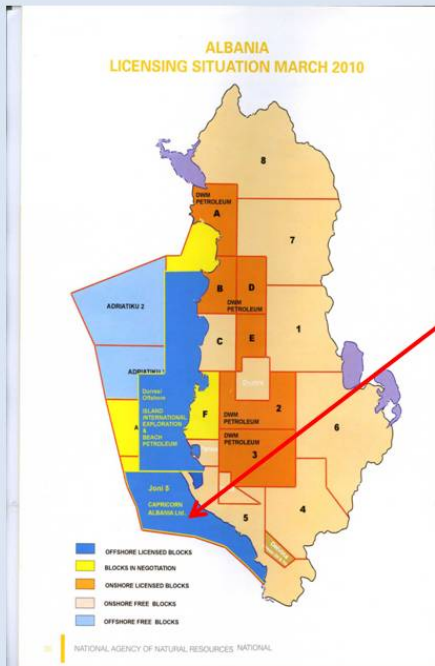 ALBANIA
LICENSING SITUATION MARCH 2010
8
DWM
PETROLEUM
A
7
ADRIATIKU 2
B
D
DWM
PETROLEUM
1
C
E
ADRIATIKU
Offshore
ISLAND
INTERNATIONAL
EXPLORATION
&
BEACH
PETROLEUM
A
F
2
DWM
PETROLEUM
6
DWM
PETROLEUM
3
Joni 5
CAPRICORN
ALBANIA Ltd.
4
5
OFFSHORE LICENSED BLOCKS
BLOCKS IN NEGOTIATION
ONSHORE LICENSED BLOCKS
ONSHORE FREE BLOCKS
OFFSHORE FREE BLOCKS
NATIONAL AGENCY OF NATURAL RESOURCES NATIONAL